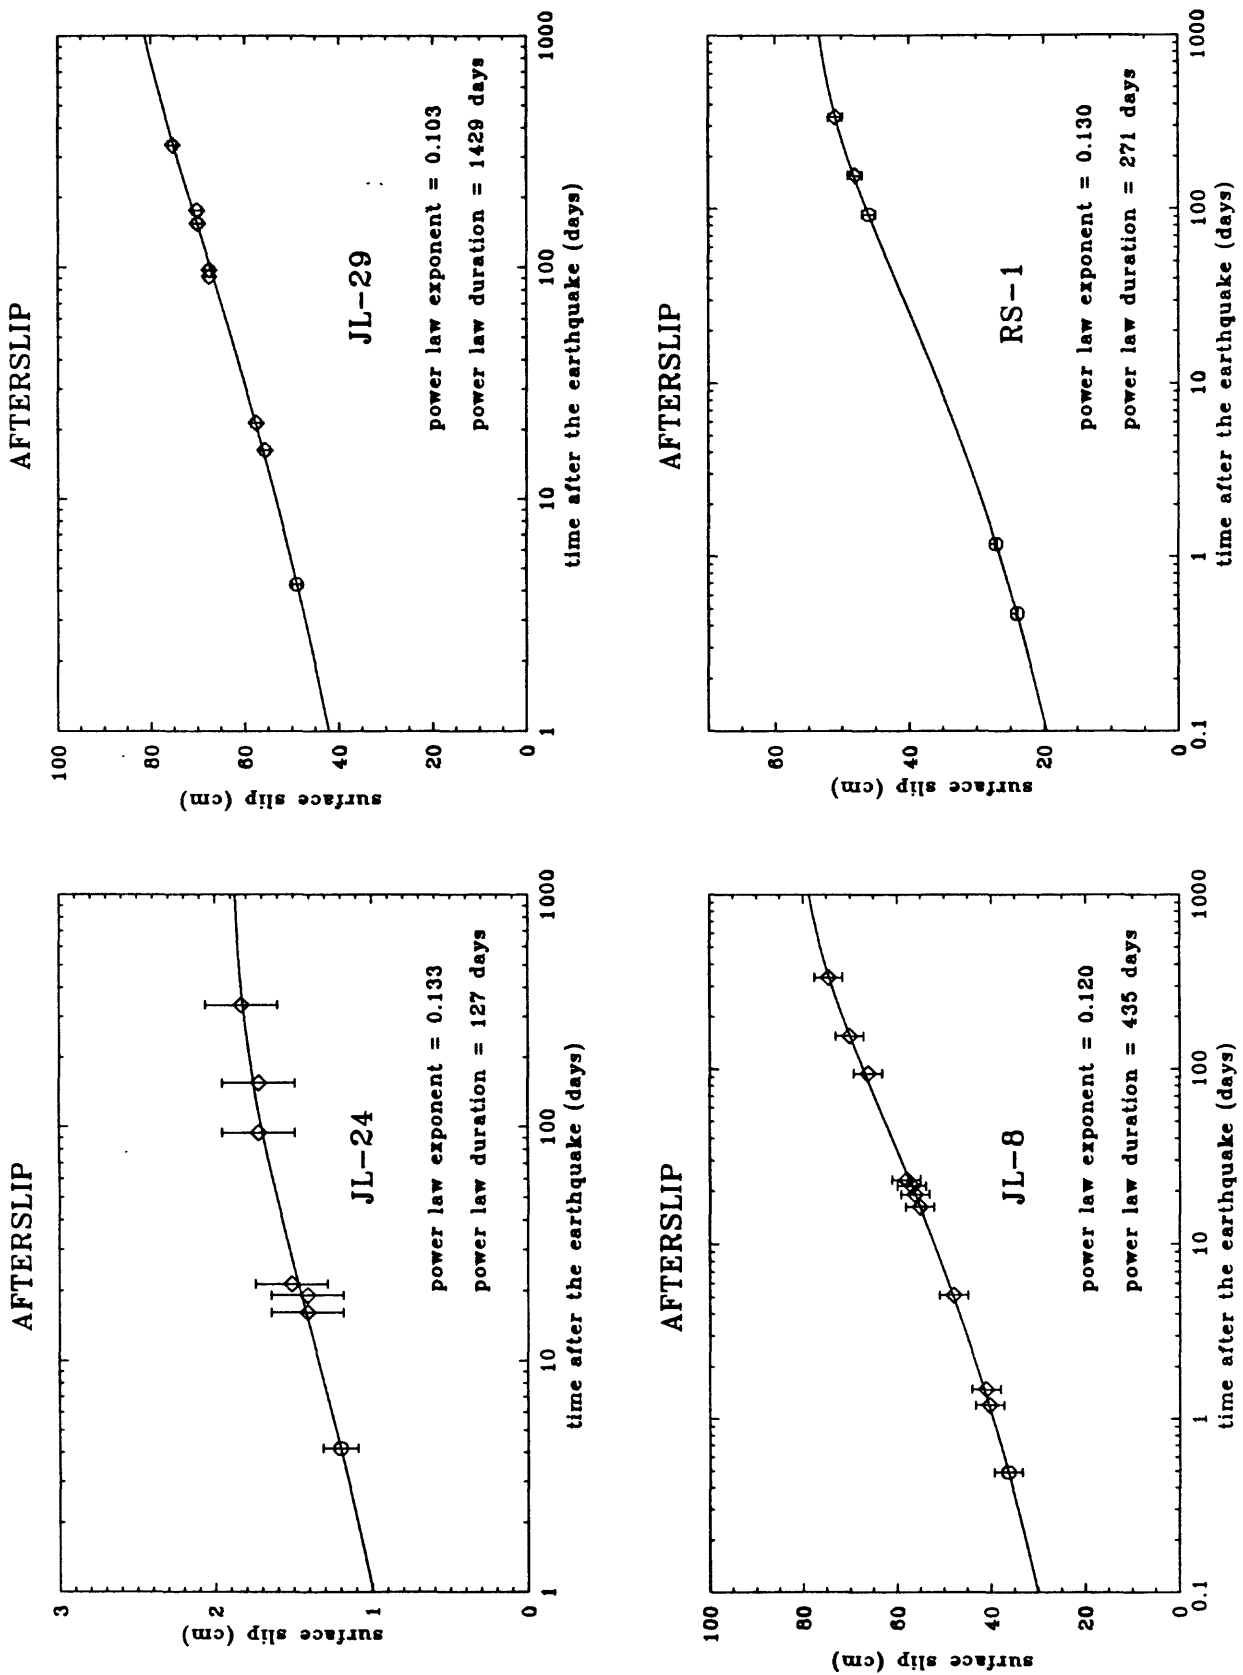 AFTERSLIP
surface slip (cm)
3
2
1
0
JL-24
power law exponent = 0.133
power law duration = 127 days
1
10
100
1000
time after the earthquake (days)
AFTERSLIP
surface slip (cm)
100
80
60
40
20
0
JL-29
power law exponent = 0.103
power law duration = 1429 days
1
10
100
1000
time after the earthquake (days)
AFTERSLIP
surface slip (cm)
100
80
60
40
20
0
JL-8
power law exponent = 0.120
power law duration = 435 days
0.1
1
10
100
1000
time after the earthquake (days)
AFTERSLIP
surface slip (cm)
60
40
20
0
RS-1
power law exponent = 0.130
power law duration = 271 days
0.1
1
10
100
1000
time after the earthquake (days)